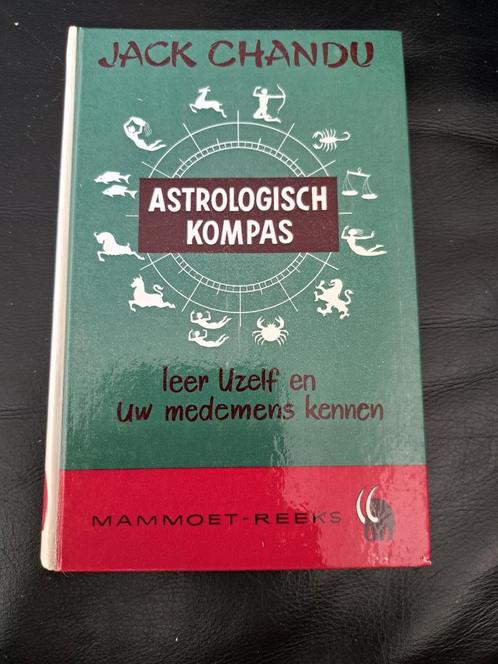 JACK CHANDU
ASTROLOGISCH
KOMPAS
leer Uzelf en
uw medemens kennen
MAMMOET-REEKS